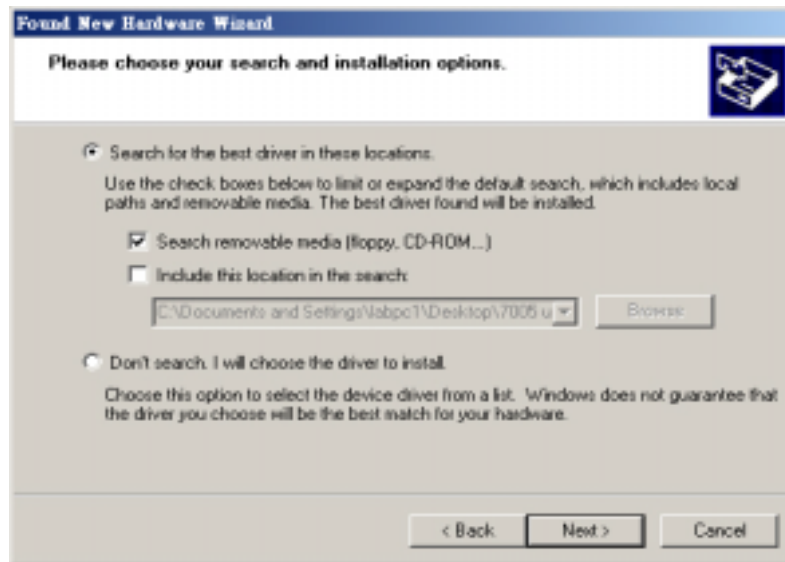 Found New Hardware Wizard
Please choose your search and installation options.
Search for the best driver in these locations.
Use the check boxes below to limit or expand the default search, which includes local
paths and removable media. The best driver found will be installed.
Search removable media (floppy, CD-ROM...)
Include this location in the search:
C:\Documents and Settings\labpc1\Desktop\7005 u
Browse
Don't search. I will choose the driver to install.
Choose this option to select the device driver from a list. Windows does not guarantee that
the driver you choose will be the best match for your hardware.
< Back
Next >
Cancel